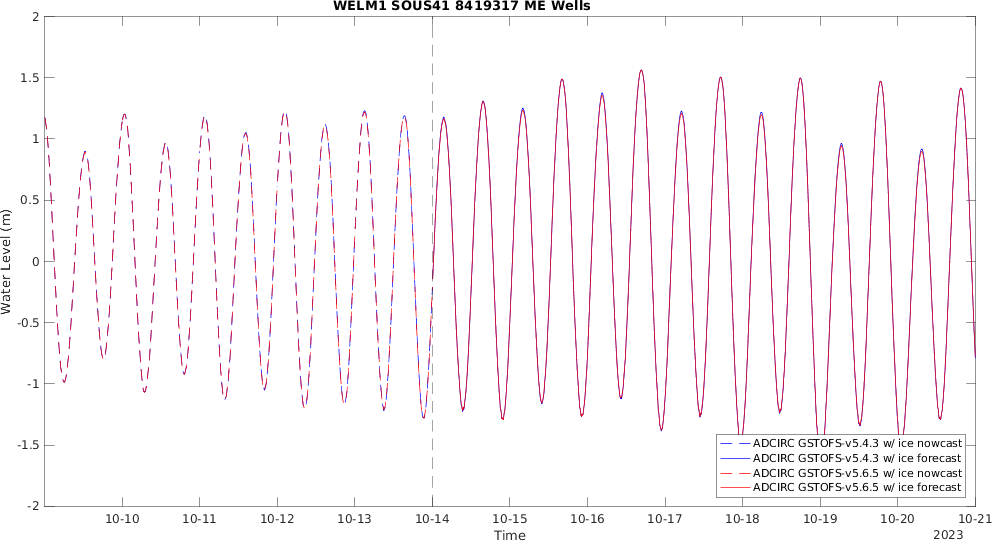 WELM1 SOUS41 8419317 ME Wells
2
1.5
1
0.5
0
-0.5
-1
-1.5
-2
Water Level (m)
ADCIRC GSTOFS-v5.4.3 w/ ice nowcast
ADCIRC GSTOFS-v5.4.3 w/ ice forecast
ADCIRC GSTOFS-v5.6.5 w/ ice nowcast
ADCIRC GSTOFS-v5.6.5 w/ ice forecast
10-10 10-11 10-12 10-13 10-14 10-15 10-16 10-17 10-18 10-19 10-20 10-21
Time
2023